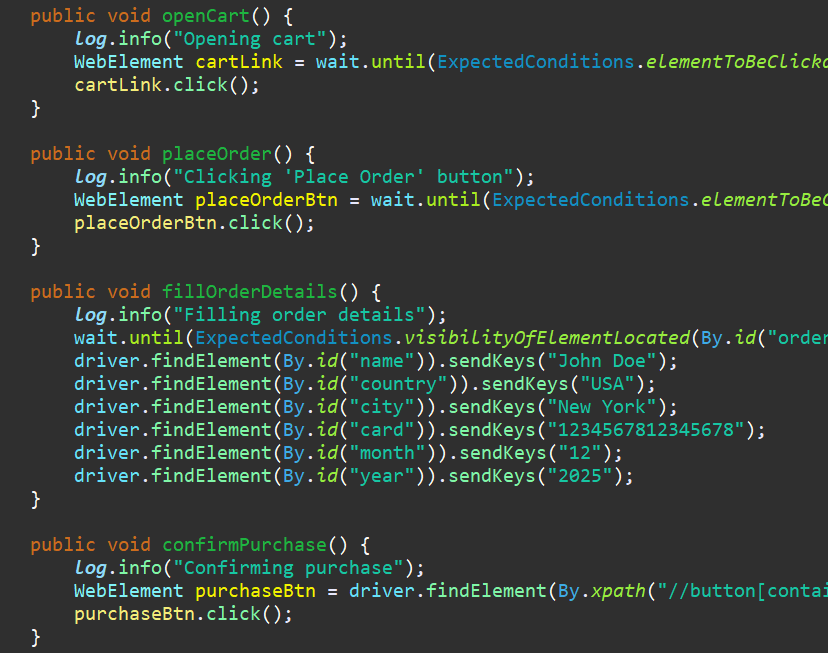 public void openCart() {
    log.info("Opening cart");
    WebElement cartLink = wait.until(ExpectedConditions.elementToBeClicka
    cartLink.click();
}

public void placeOrder() {
    log.info("Clicking 'Place Order' button");
    WebElement placeOrderBtn = wait.until(ExpectedConditions.elementToBeC
    placeOrderBtn.click();
}

public void fillOrderDetails() {
    log.info("Filling order details");
    wait.until(ExpectedConditions.visibilityOfElementLocated(By.id("order
    driver.findElement(By.id("name")).sendKeys("John Doe");
    driver.findElement(By.id("country")).sendKeys("USA");
    driver.findElement(By.id("city")).sendKeys("New York");
    driver.findElement(By.id("card")).sendKeys("1234567812345678");
    driver.findElement(By.id("month")).sendKeys("12");
    driver.findElement(By.id("year")).sendKeys("2025");
}

public void confirmPurchase() {
    log.info("Confirming purchase");
    WebElement purchaseBtn = driver.findElement(By.xpath("//button[contai
    purchaseBtn.click();
}